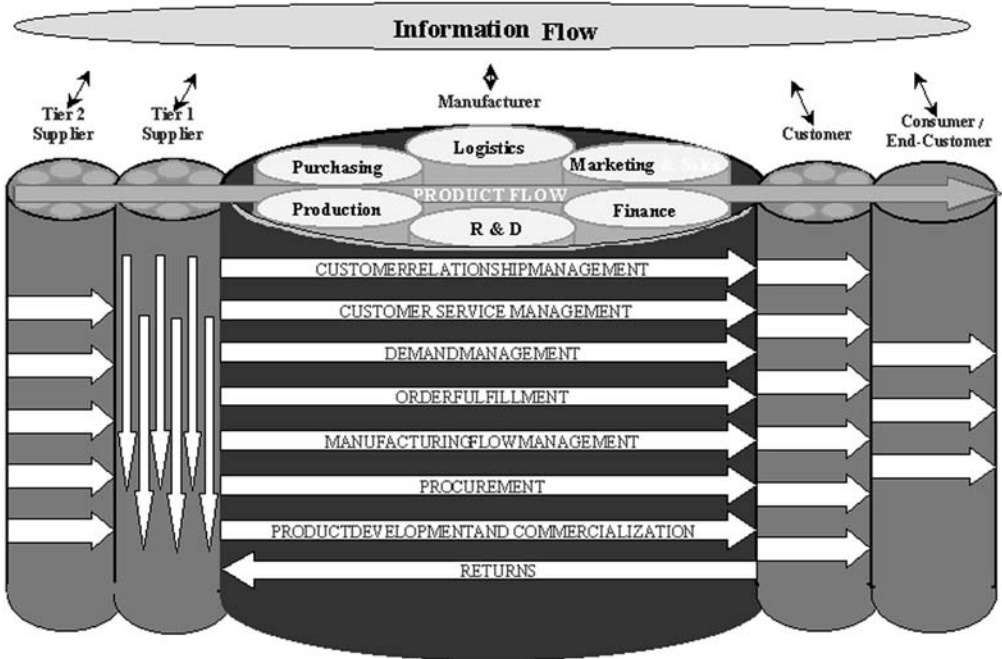 Information Flow
Tier 2
Supplier
Tier 1
Supplier
Manufacturer
Customer
Consumer /
End-Customer
Logistics
Purchasing
Marketing & Sales
PRODUCT FLOW
Production
Finance
R & D
CUSTOMERRELATIONSHIPMANAGEMENT
CUSTOMER SERVICE MANAGEMENT
DEMANDMANAGEMENT
ORDERFULFILLMENT
MANUFACTURINGFLOWMANAGEMENT
PROCUREMENT
PRODUCTDEVELOPMENTAND COMMERCIALIZATION
RETURNS